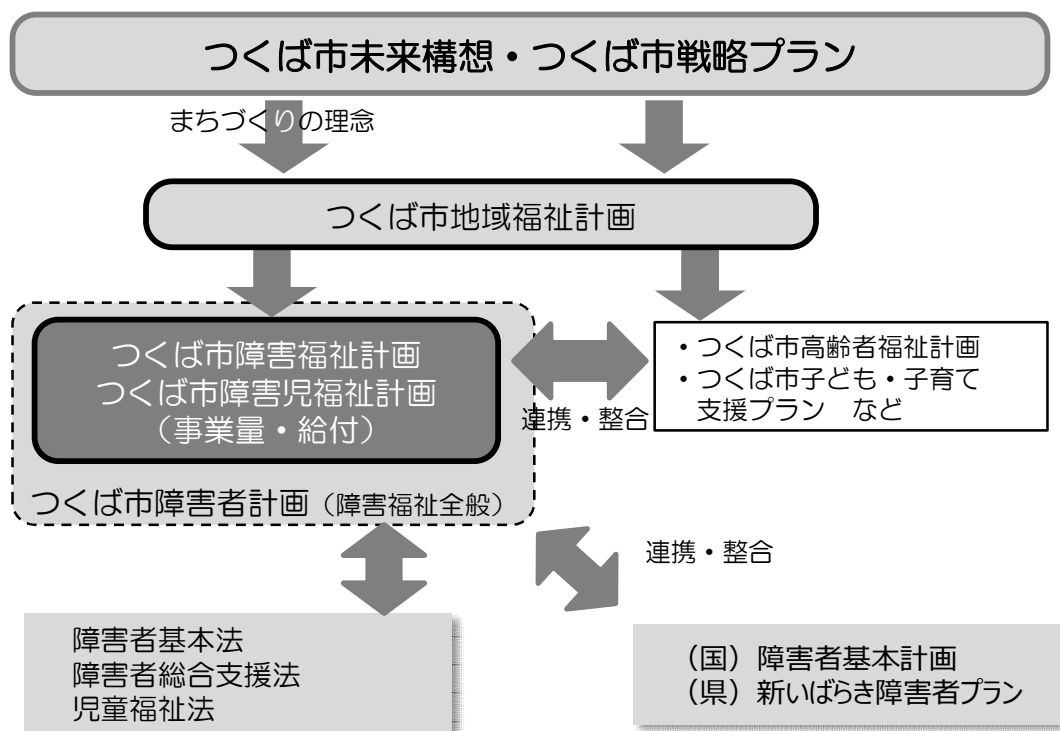 つくば市未来構想・つくば市戦略プラン
まちづくりの理念
つくば市地域福祉計画
つくば市障害福祉計画
つくば市障害児福祉計画
（事業量・給付）
つくば市障害者計画（障害福祉全般）
連携・整合
・つくば市高齢者福祉計画
・つくば市子ども・子育て
支援プラン　など
連携・整合
障害者基本法
障害者総合支援法
児童福祉法
（国）障害者基本計画
（県）新いばらき障害者プラン